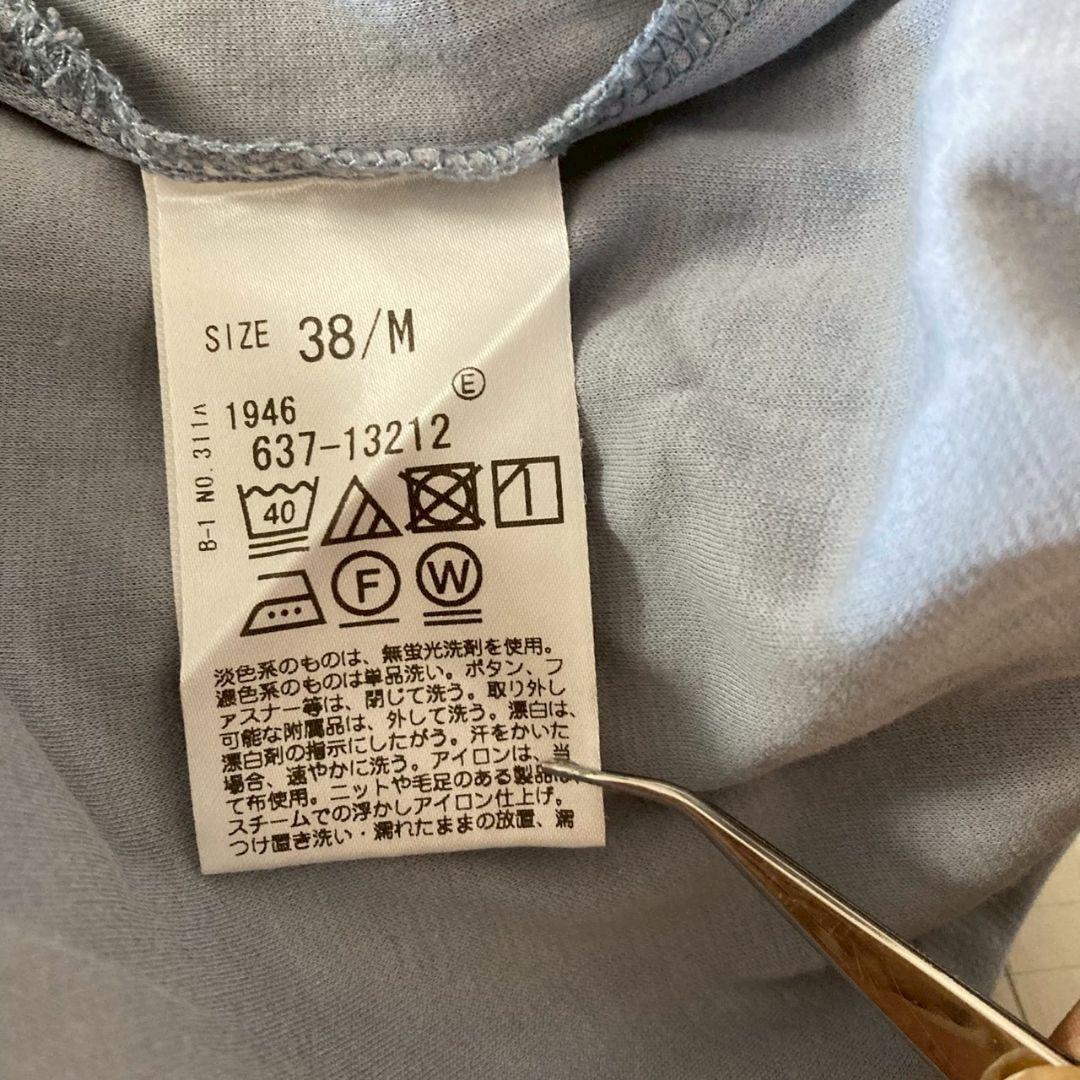 SIZE 38/M
E
1946
637-13212
B-1 NO.311A
40
F W
淡色系のものは、無蛍光洗剤を使用。
濃色系のものは単品洗い。ボタン、フ
ァスナー等は、閉じて洗う。取り外し
可能な附属品は、外して洗う。漂白は、
漂白剤の指示にしたがう。汗をかいた
場合、速やかに洗う。アイロンは、当
て布使用。ニットや毛足のある製品は、
スチームでの浮かしアイロン仕上げ。
つけ置き洗い・濡れたままの放置、濡